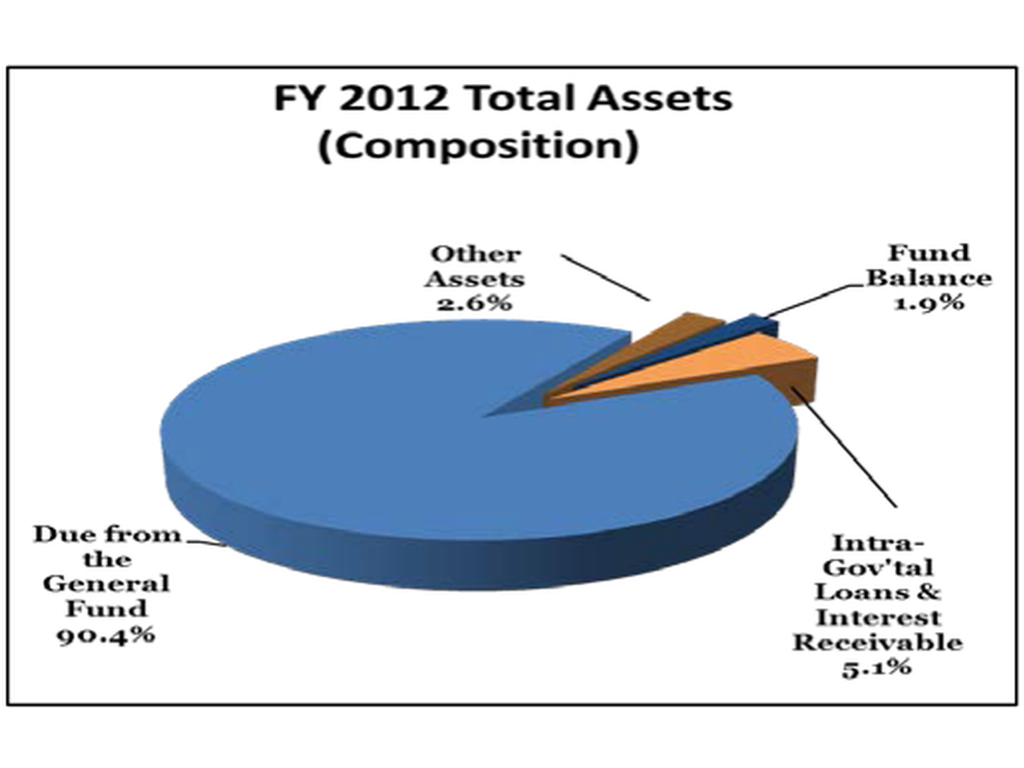 FY 2012 Total Assets
(Composition)
Other
Assets
2.6%
Fund
Balance
1.9%
Due from
the
General
Fund
90.4%
Intra-
Gov'tal
Loans &
Interest
Receivable
5.1%